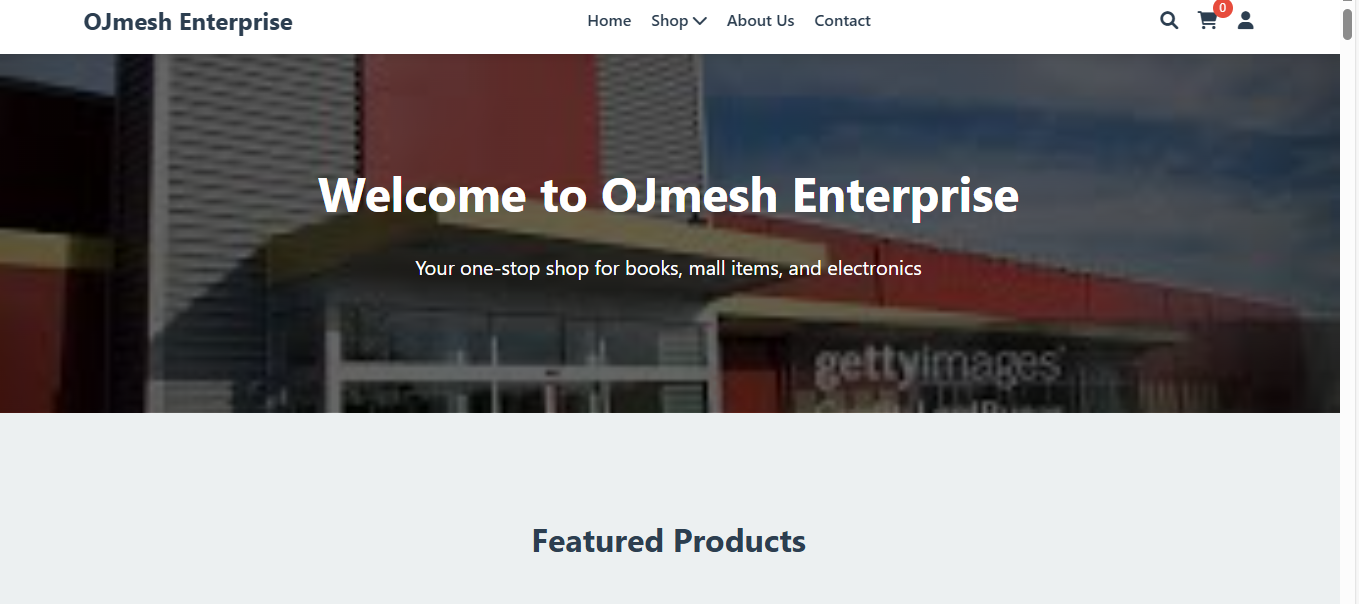 OJmesh Enterprise
Home Shop About Us Contact
0
Welcome to OJmesh Enterprise
Your one-stop shop for books, mall items, and electronics
gettyimages
Featured Products